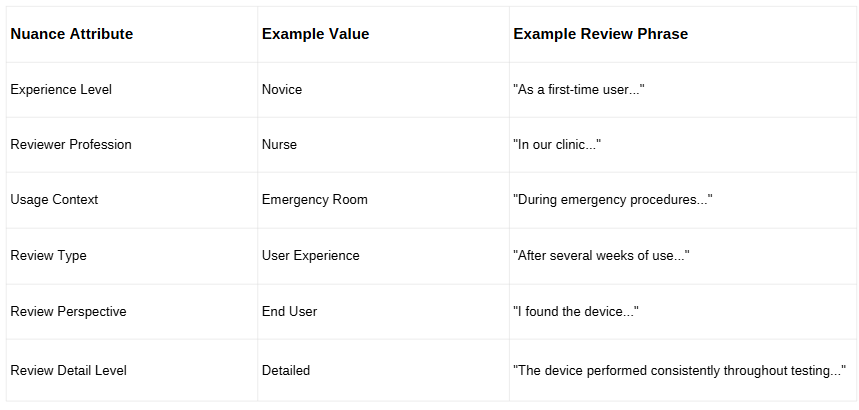 Nuance Attribute Example Value Example Review Phrase
Experience Level Novice "As a first-time user..."
Reviewer Profession Nurse "In our clinic..."
Usage Context Emergency Room "During emergency procedures..."
Review Type User Experience "After several weeks of use..."
Review Perspective End User "I found the device..."
Review Detail Level Detailed "The device performed consistently throughout testing..."